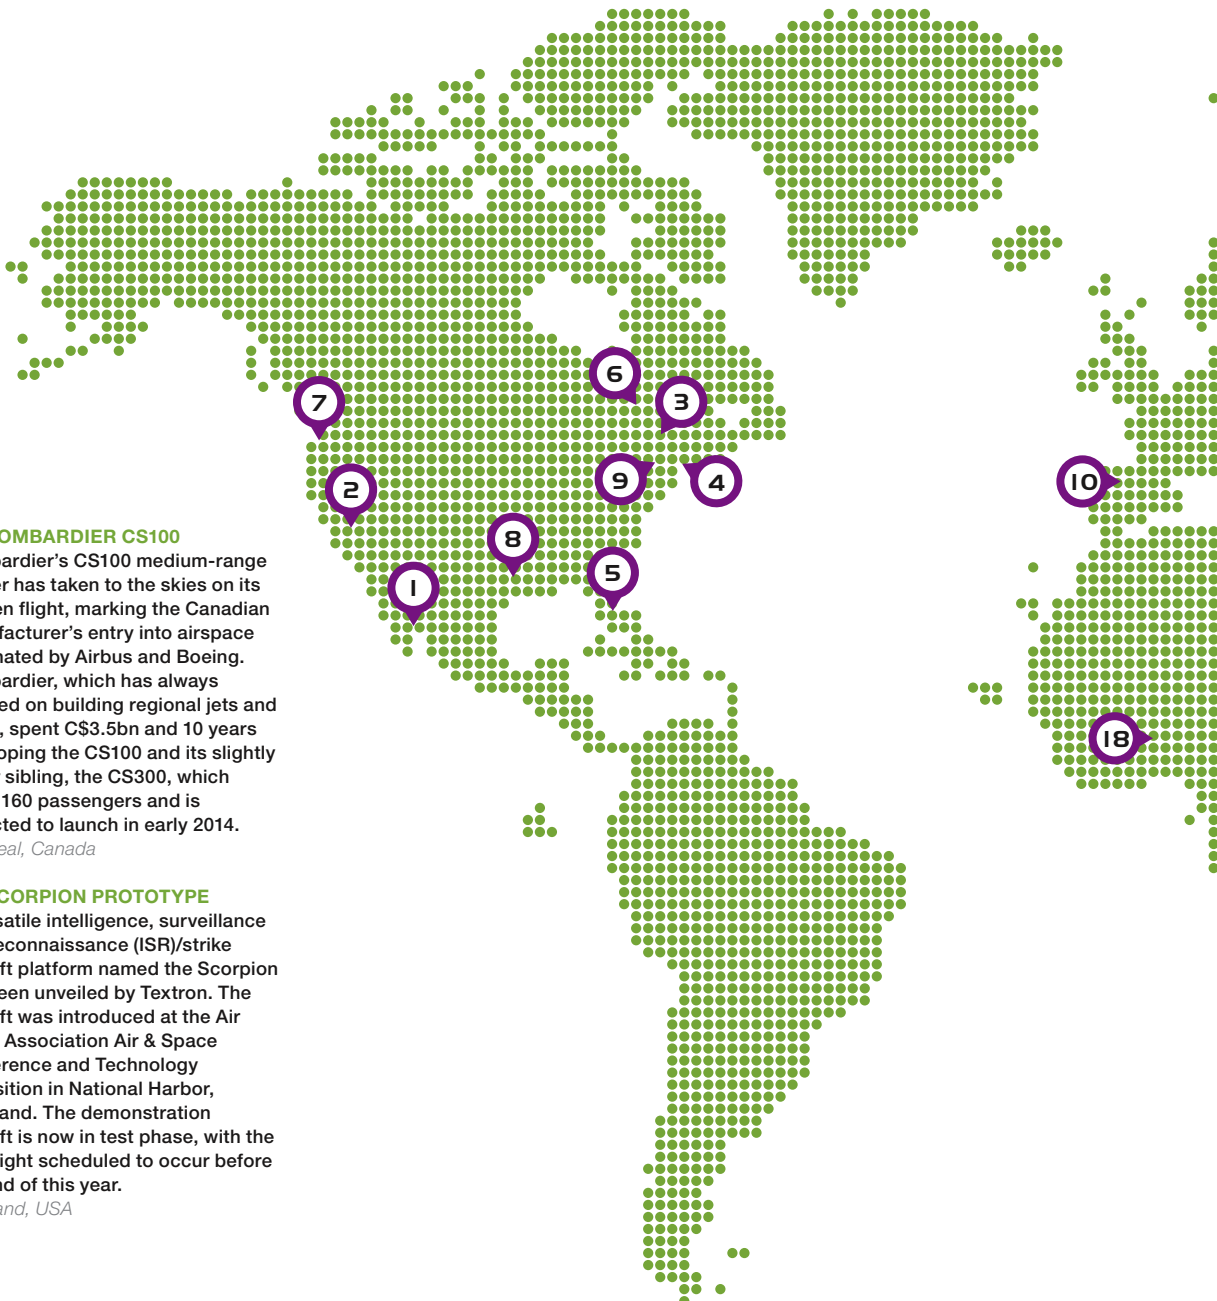 6
7
3
2
9
4
10
8
5
1
18
OMBARDIER CS100
ardier’s CS100 medium-range
er has taken to the skies on its
en flight, marking the Canadian
facturer’s entry into airspace
nated by Airbus and Boeing.
ardier, which has always
ed on building regional jets and
, spent C$3.5bn and 10 years
oping the CS100 and its slightly
sibling, the CS300, which
160 passengers and is
cted to launch in early 2014.
eal, Canada
CORPION PROTOTYPE
satile intelligence, surveillance
econnaissance (ISR)/strike
ft platform named the Scorpion
een unveiled by Textron. The
ft was introduced at the Air
Association Air & Space
erence and Technology
sition in National Harbor,
and. The demonstration
ft is now in test phase, with the
ight scheduled to occur before
nd of this year.
and, USA